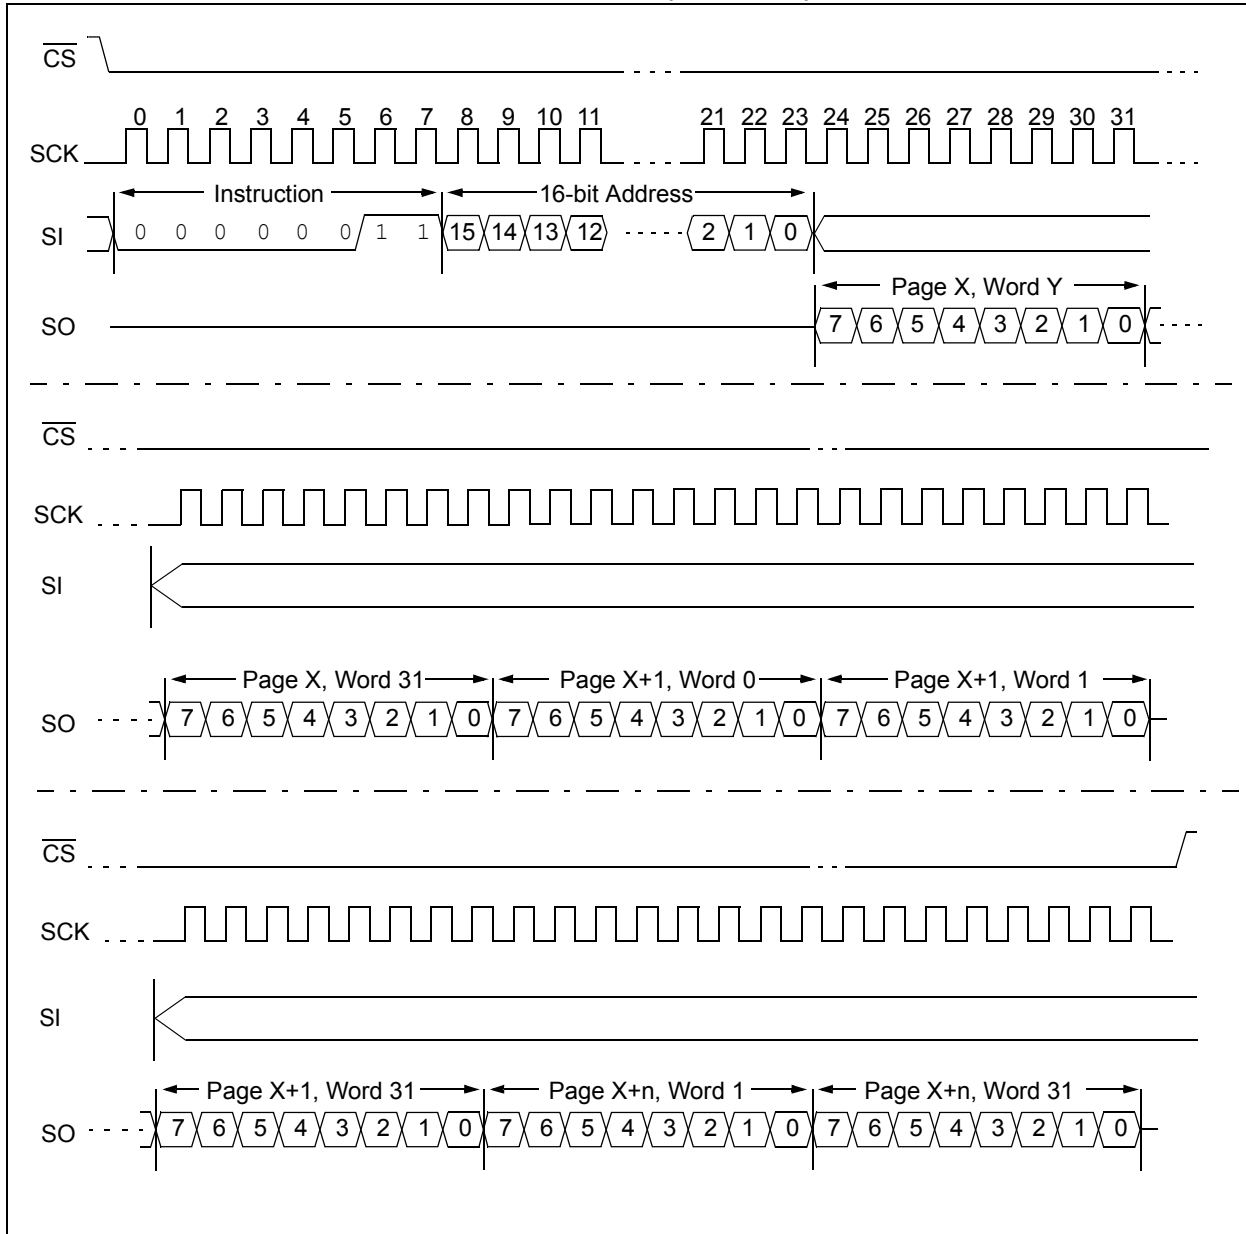 CS
0 1 2 3 4 5 6 7 8 9 10 11 21 22 23 24 25 26 27 28 29 30 31
SCK
Instruction 16-bit Address
SI 0 0 0 0 0 0 1 1 15 14 13 12 2 1 0
Page X, Word Y
SO 7 6 5 4 3 2 1 0
CS
SCK
SI
Page X, Word 31 Page X+1, Word 0 Page X+1, Word 1
SO 7 6 5 4 3 2 1 0 7 6 5 4 3 2 1 0 7 6 5 4 3 2 1 0
CS
SCK
SI
Page X+1, Word 31 Page X+n, Word 1 Page X+n, Word 31
SO 7 6 5 4 3 2 1 0 7 6 5 4 3 2 1 0 7 6 5 4 3 2 1 0